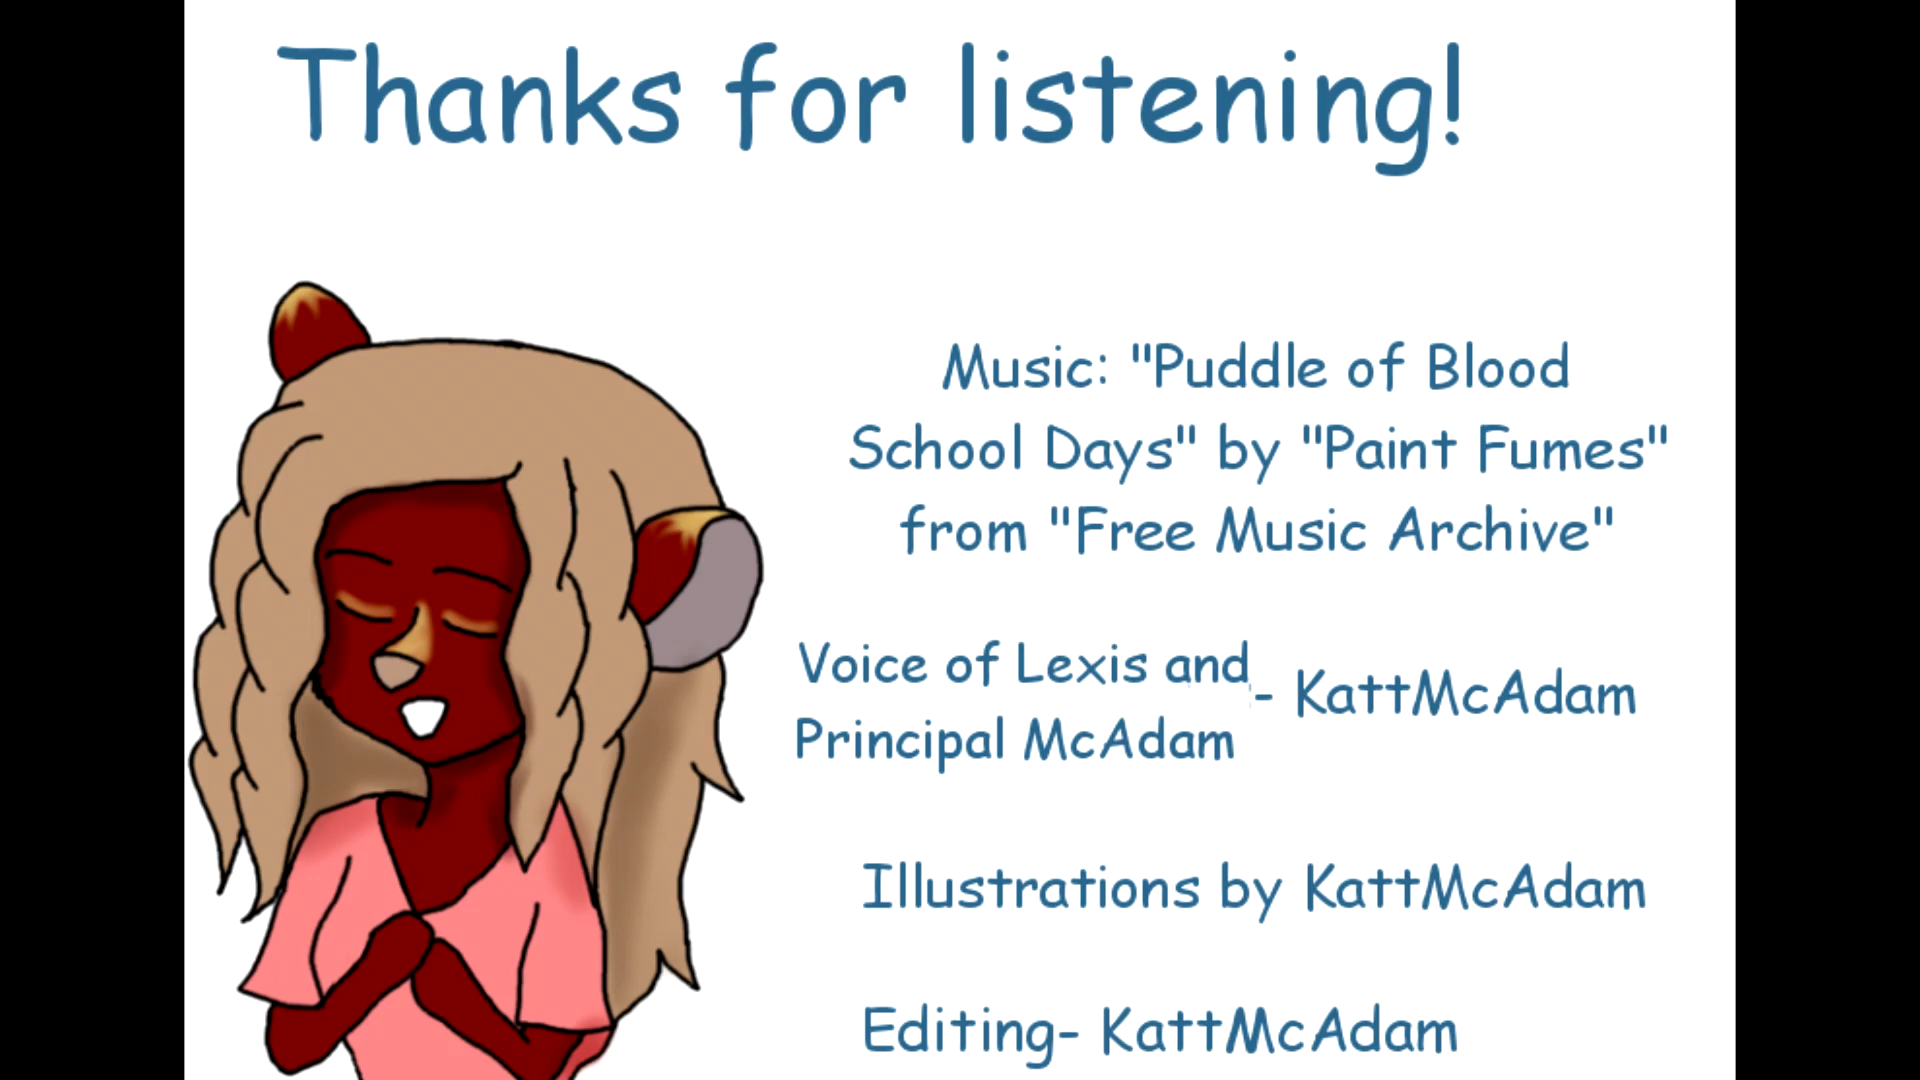 Thanks for listening!
Music: "Puddle of Blood
School Days" by "Paint Fumes"
from "Free Music Archive"
Voice of Lexis and
Principal McAdam
- KattMcAdam
Illustrations by KattMcAdam
Editing- KattMcAdam